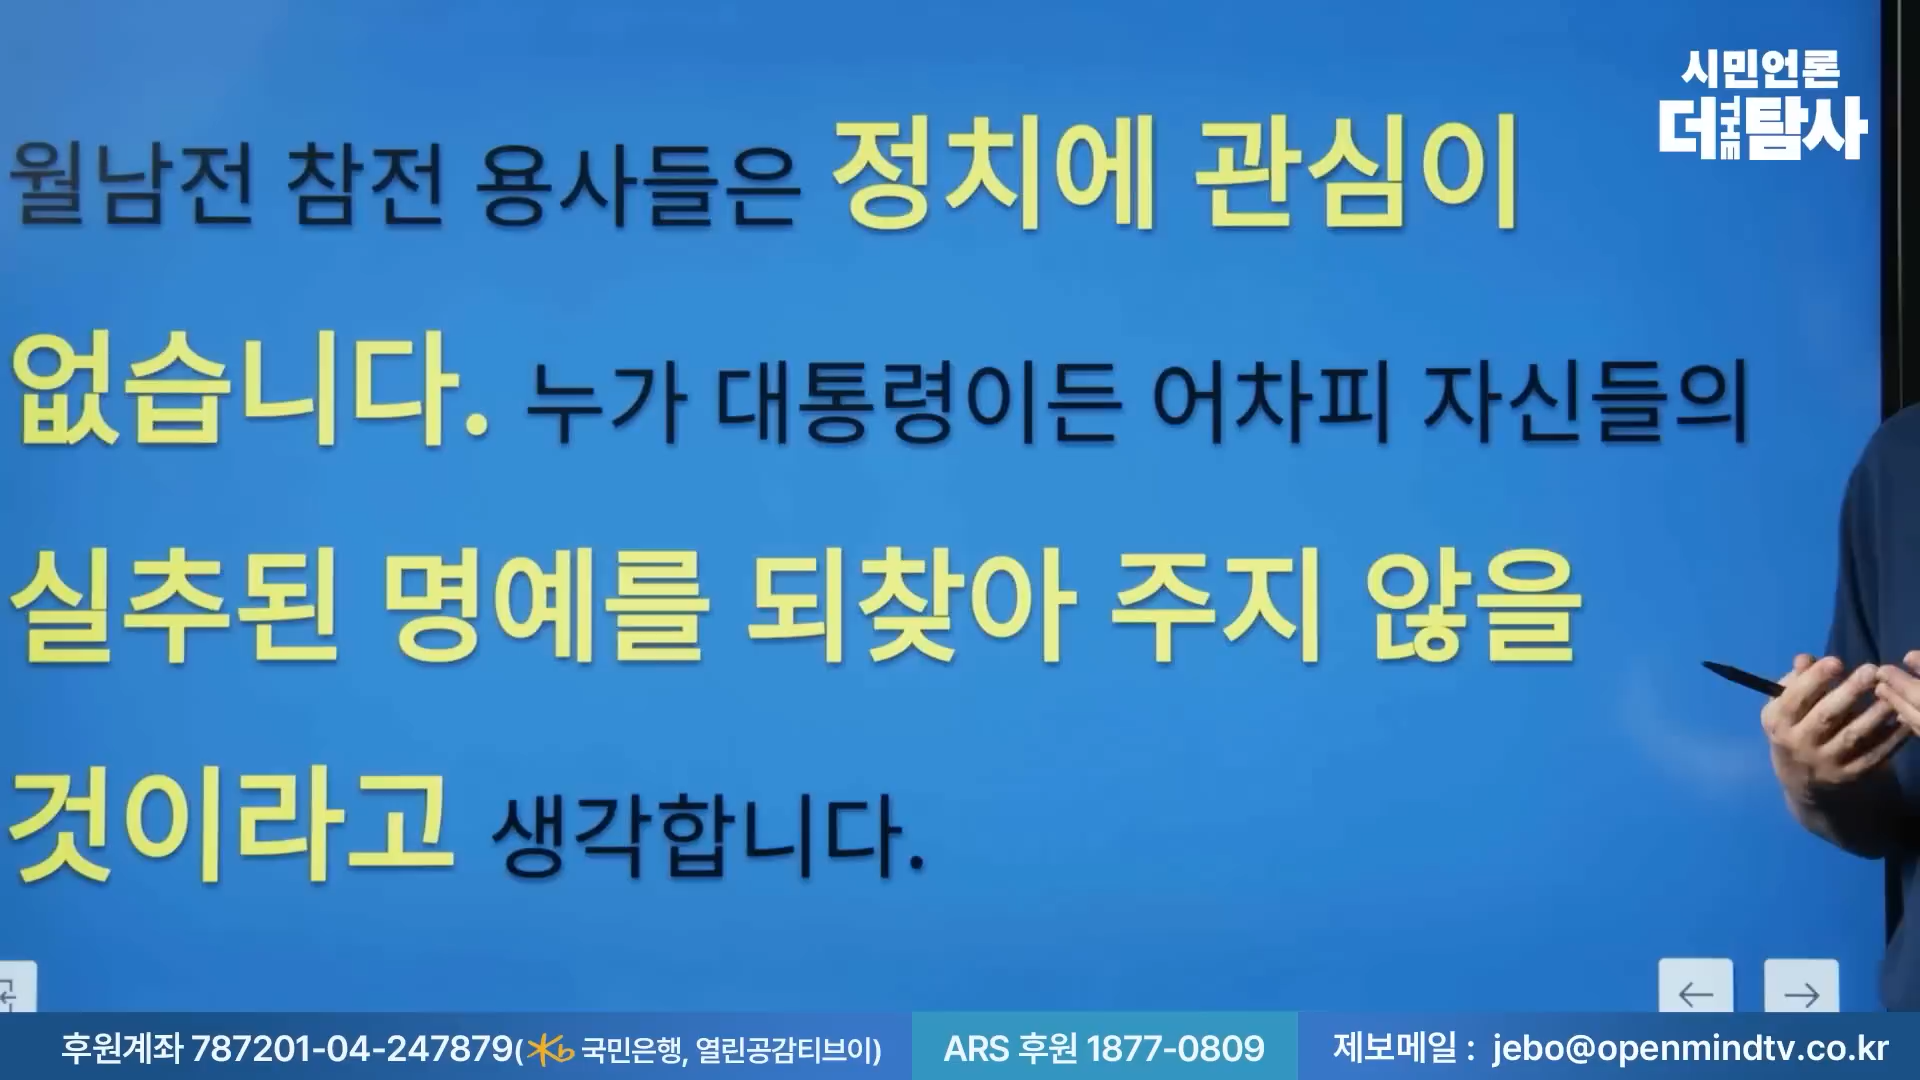 시민언론
더탐사
월남전 참전 용사들은 정치에 관심이
없습니다. 누가 대통령이든 어차피 자신들의
실추된 명예를 되찾아 주지 않을
것이라고 생각합니다.
후원계좌 787201-04-247879( 국민은행, 열린공감티브이) ARS 후원 1877-0809 제보메일 : jebo@openmindtv.co.kr